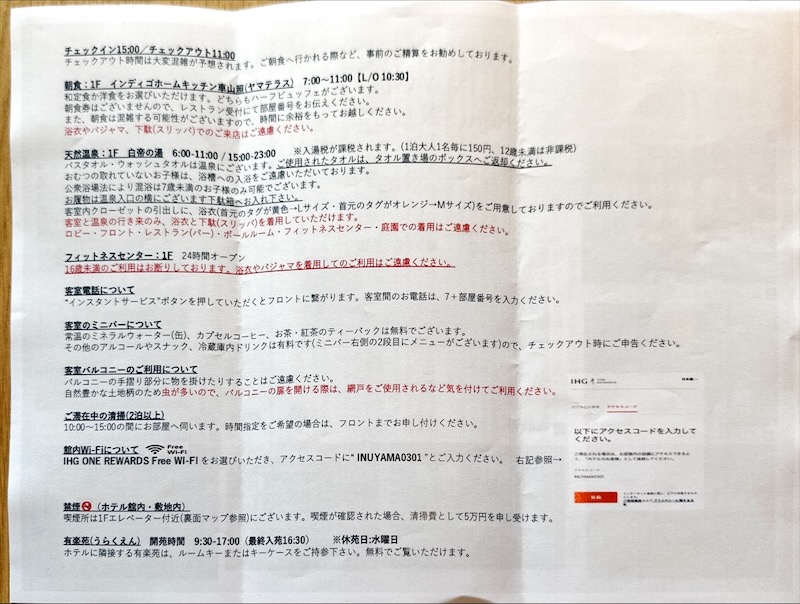 チェックイン15:00／チェックアウト11:00
チェックアウト時間は大変混雑が予想されます。ご朝食へ行かれる際など、事前のご精算をお勧めしております。
朝食：1F　インディゴホームキッチン車山照(ヤマテラス)　7:00～11:00【L/O 10:30】
和定食か洋食をお選びいただけます。どちらもハーフビュッフェがございます。
朝食券はございませんので、レストラン受付にて部屋番号をお伝えください。
また、朝食は混雑する可能性がございますので、時間に余裕をもってお越しください。
浴衣やパジャマ、下駄(スリッパ)でのご来店はご遠慮ください。
天然温泉：1F　白帝の湯　6:00-11:00 / 15:00-23:00　　※入湯税が課税されます。(1泊大人1名毎に150円、12歳未満は非課税)
バスタオル・ウォッシュタオルは温泉にございます。ご使用されたタオルは、タオル置き場のボックスへご返却ください。
おむつの取れていないお子様は、浴槽への入浴をご遠慮いただいております。
公衆浴場法により混浴は7歳未満のお子様のみ可能でございます。
お履物は温泉入口の横にございます下駄箱へお入れ下さい。
客室内クローゼットの引出しに、浴衣(首元のタグが黄色→Lサイズ・首元のタグがオレンジ→Mサイズ)をご用意しておりますのでご利用ください。
客室と温泉の行き来のみ、浴衣と下駄(スリッパ)を着用していただけます。
ロビー・フロント・レストラン(バー)・ボールルーム・フィットネスセンター・庭園での着用はご遠慮ください。
フィットネスセンター：1F　24時間オープン
16歳未満のご利用はお断りしております。浴衣やパジャマを着用してのご利用はご遠慮ください。
客室電話について
“インスタントサービス”ボタンを押していただくとフロントに繋がります。客室間のお電話は、7＋部屋番号を入力ください。
客室のミニバーについて
常温のミネラルウォーター(缶)、カプセルコーヒー、お茶・紅茶のティーパックは無料でございます。
その他のアルコールやスナック、冷蔵庫内ドリンクは有料です(ミニバー右側の2段目にメニューがございます)ので、チェックアウト時にご申告ください。
客室バルコニーのご利用について
バルコニーの手摺り部分に物を掛けたりすることはご遠慮ください。
自然豊かな土地柄のため虫が多いので、バルコニーの扉を開ける際は、網戸をご使用されるなど気を付けてご利用ください。
ご滞在中の清掃(2泊以上)
10:00～15:00の間にお部屋へ伺います。時間指定をご希望の場合は、フロントまでお申し付けください。
館内Wi-Fiについて　Free Wi-Fi
IHG ONE REWARDS Free WI-FI をお選びいただき、アクセスコードに“ INUYAMA0301 ”とご入力ください。　右記参照→
IHG
アクセスコード
以下にアクセスコードを入力して
ください。
アクセスコード
INUYAMA0301
禁煙（ホテル館内・敷地内）
喫煙所は1Fエレベーター付近(裏面マップ参照)にございます。喫煙が確認された場合、清掃費として5万円を申し受けます。
有楽苑(うらくえん)　開苑時間　9:30-17:00（最終入苑16:30）　※休苑日:水曜日
ホテルに隣接する有楽苑は、ルームキーまたはキーケースをご持参下さい。無料でご覧いただけます。